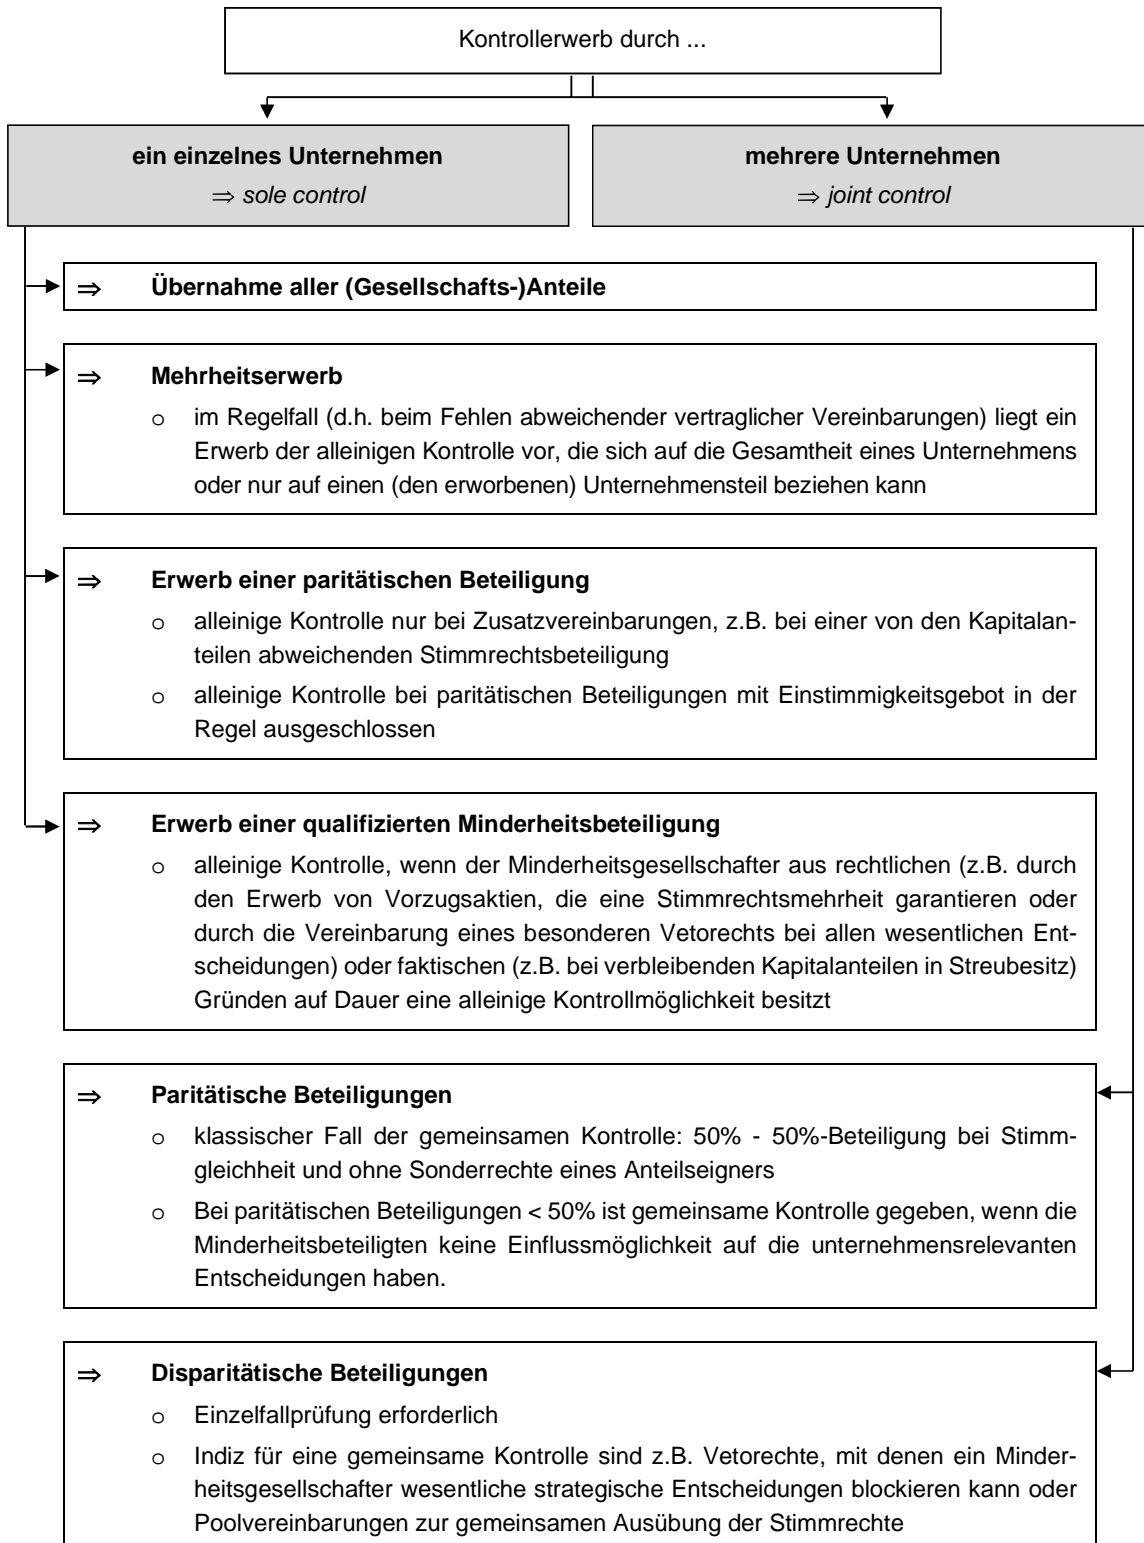 Kontrollerwerb durch ...
ein einzelnes Unternehmen
⇒ sole control
mehrere Unternehmen
⇒ joint control
⇒ Übernahme aller (Gesellschafts-)Anteile
⇒ Mehrheitserwerb
o im Regelfall (d.h. beim Fehlen abweichender vertraglicher Vereinbarungen) liegt ein
Erwerb der alleinigen Kontrolle vor, die sich auf die Gesamtheit eines Unternehmens
oder nur auf einen (den erworbenen) Unternehmensteil beziehen kann
⇒ Erwerb einer paritätischen Beteiligung
o alleinige Kontrolle nur bei Zusatzvereinbarungen, z.B. bei einer von den Kapitalan-
teilen abweichenden Stimmrechtsbeteiligung
o alleinige Kontrolle bei paritätischen Beteiligungen mit Einstimmigkeitsgebot in der
Regel ausgeschlossen
⇒ Erwerb einer qualifizierten Minderheitsbeteiligung
o alleinige Kontrolle, wenn der Minderheitsgesellschafter aus rechtlichen (z.B. durch
den Erwerb von Vorzugsaktien, die eine Stimmrechtsmehrheit garantieren oder
durch die Vereinbarung eines besonderen Vetorechts bei allen wesentlichen Ent-
scheidungen) oder faktischen (z.B. bei verbleibenden Kapitalanteilen in Streubesitz)
Gründen auf Dauer eine alleinige Kontrollmöglichkeit besitzt
⇒ Paritätische Beteiligungen
o klassischer Fall der gemeinsamen Kontrolle: 50% - 50%-Beteiligung bei Stimm-
gleichheit und ohne Sonderrechte eines Anteilseigners
o Bei paritätischen Beteiligungen < 50% ist gemeinsame Kontrolle gegeben, wenn die
Minderheitsbeteiligten keine Einflussmöglichkeit auf die unternehmensrelevanten
Entscheidungen haben.
⇒ Disparitätische Beteiligungen
o Einzelfallprüfung erforderlich
o Indiz für eine gemeinsame Kontrolle sind z.B. Vetorechte, mit denen ein Minder-
heitsgesellschafter wesentliche strategische Entscheidungen blockieren kann oder
Poolvereinbarungen zur gemeinsamen Ausübung der Stimmrechte